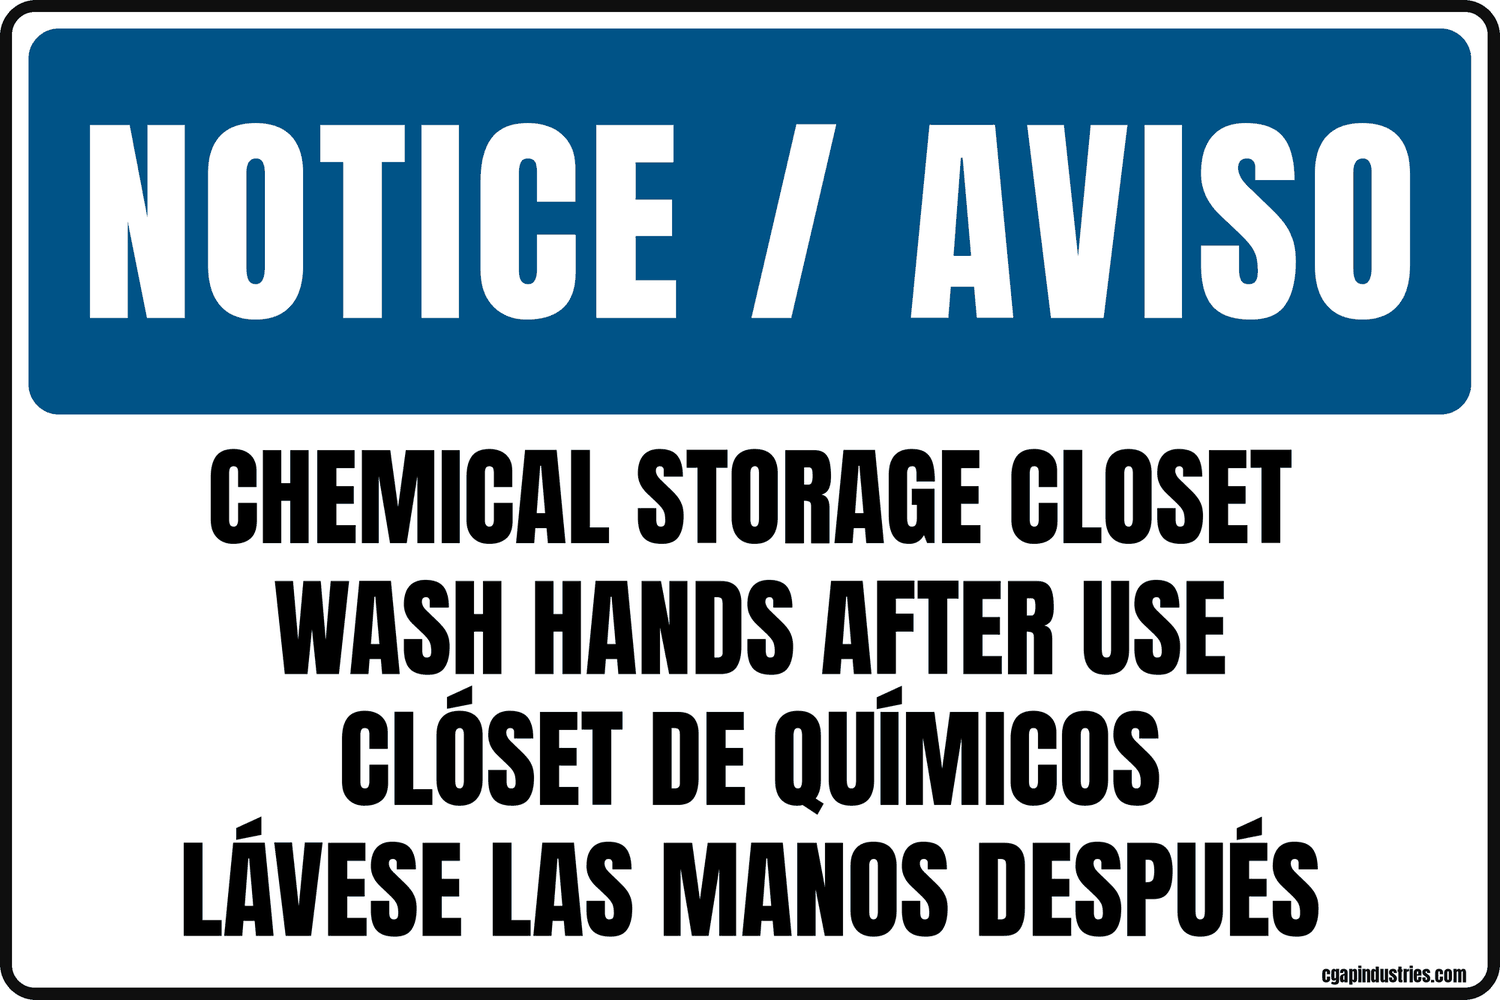 NOTICE / AVISO
CHEMICAL STORAGE CLOSET
WASH HANDS AFTER USE
CLÓSET DE QUÍMICOS
LÁVESE LAS MANOS DESPUÉS
cgapindustries.com